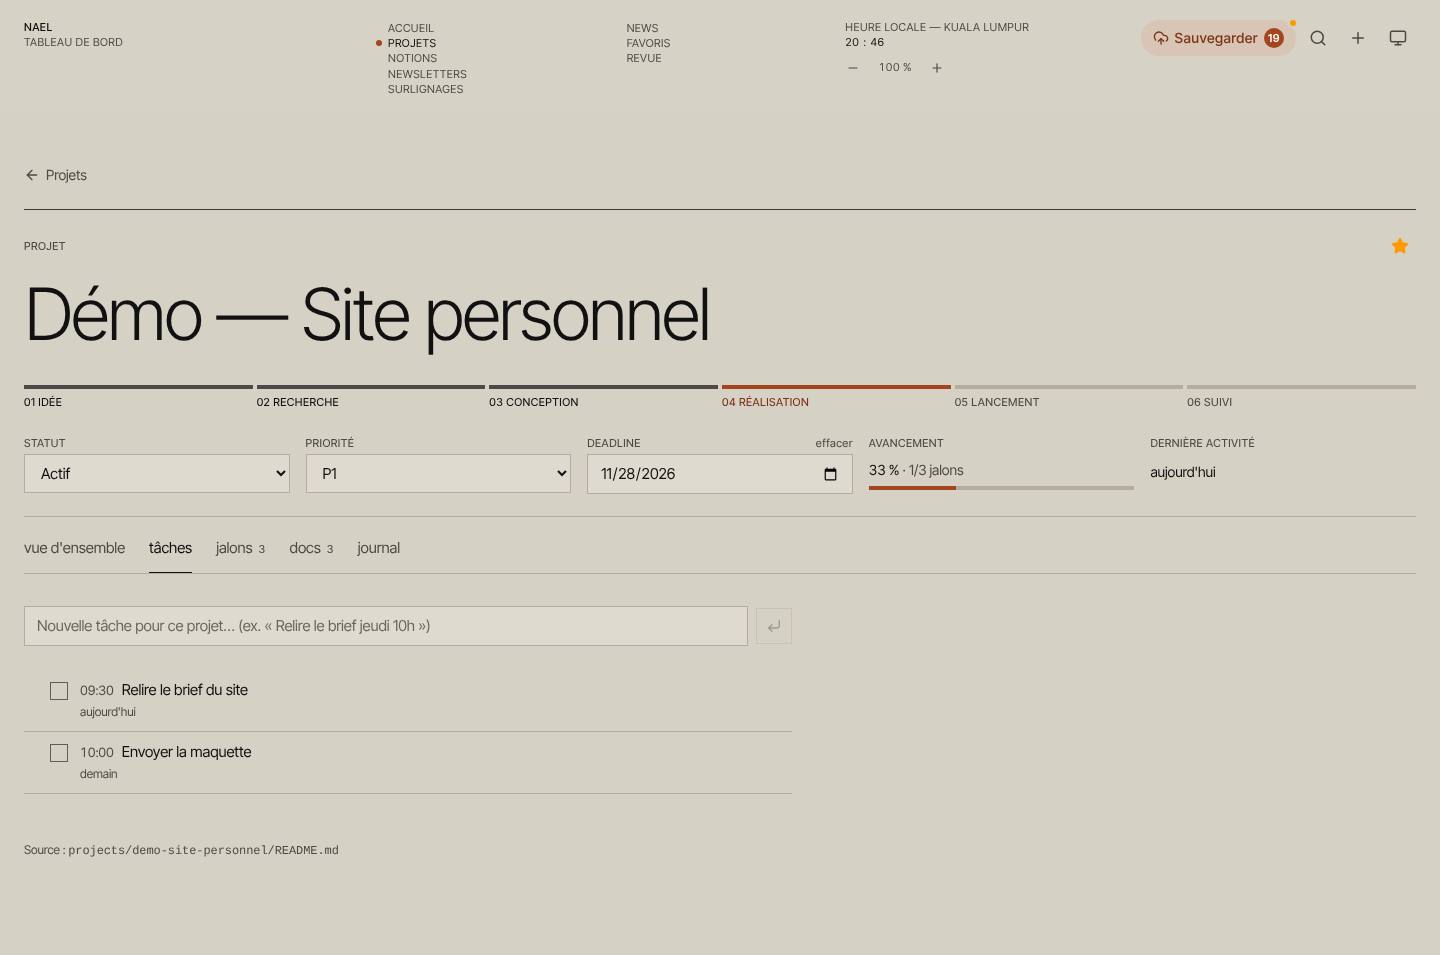 NAEL
TABLEAU DE BORD
ACCUEIL
PROJETS
NOTIONS
NEWSLETTERS
SURLIGNAGES
NEWS
FAVORIS
REVUE
HEURE LOCALE — KUALA LUMPUR
20 : 46
− 100 % +
Sauvegarder 19
Projets
PROJET
Démo — Site personnel
01 IDÉE
02 RECHERCHE
03 CONCEPTION
04 RÉALISATION
05 LANCEMENT
06 SUIVI
STATUT
Actif
PRIORITÉ
P1
DEADLINE effacer
11/28/2026
AVANCEMENT
33 % · 1/3 jalons
DERNIÈRE ACTIVITÉ
aujourd'hui
vue d'ensemble tâches jalons 3 docs 3 journal
Nouvelle tâche pour ce projet... (ex. « Relire le brief jeudi 10h »)
09:30 Relire le brief du site
aujourd'hui
10:00 Envoyer la maquette
demain
Source : projects/demo-site-personnel/README.md